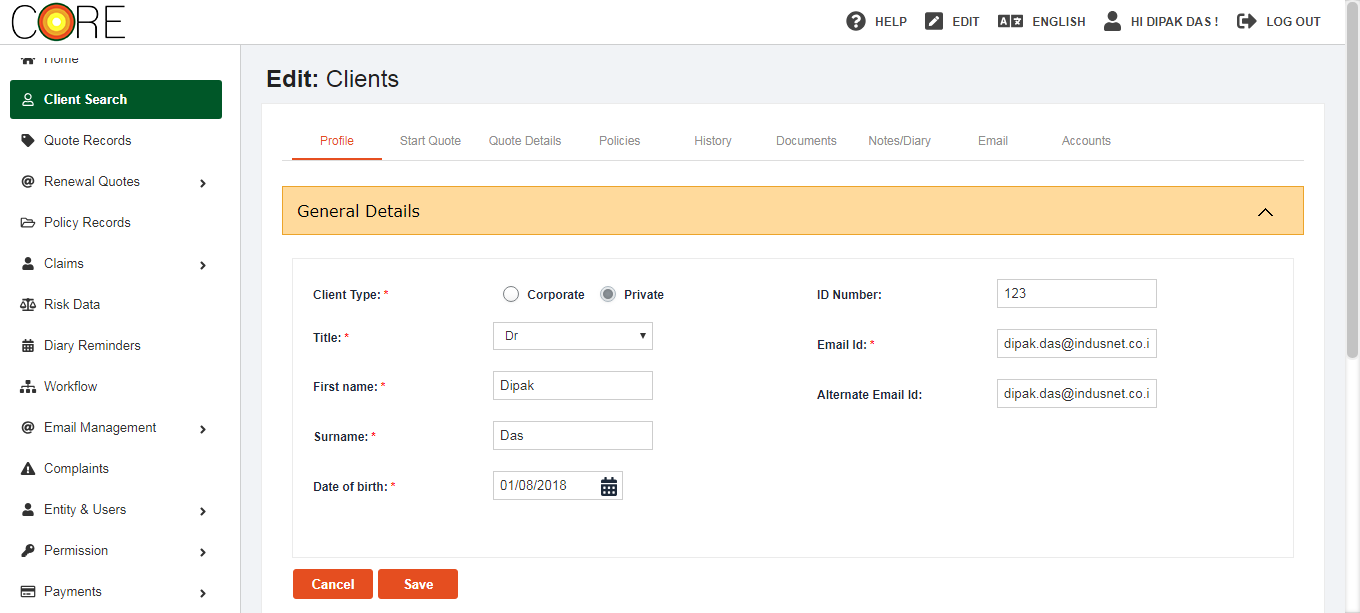 CORE
HELP EDIT ENGLISH HI DIPAK DAS ! LOG OUT
Home
Client Search
Quote Records
Renewal Quotes
Policy Records
Claims
Risk Data
Diary Reminders
Workflow
Email Management
Complaints
Entity & Users
Permission
Payments
Edit: Clients
Profile Start Quote Quote Details Policies History Documents Notes/Diary Email Accounts
General Details
Client Type: * Corporate Private
Title: * Dr
First name: * Dipak
Surname: * Das
Date of birth: * 01/08/2018
ID Number: 123
Email Id: * dipak.das@indusnet.co.i
Alternate Email Id: dipak.das@indusnet.co.i
Cancel Save